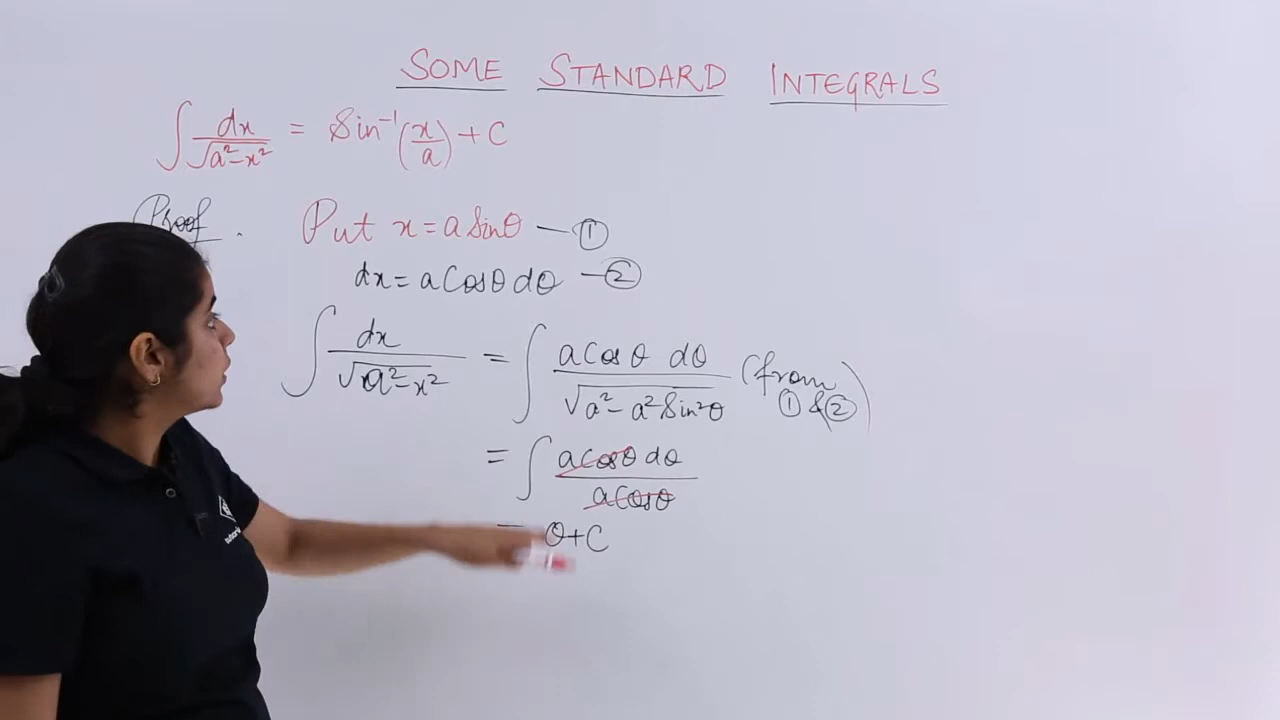 SOME STANDARD INTEGRALS
∫ dx/√(a²-x²) = Sin⁻¹(x/a) + C
Proof. Put x = a Sinθ — ①
dx = a Cosθ dθ — ②
∫ dx/√(a²-x²) = ∫ a Cosθ dθ/√(a²-a² Sin²θ) (from ① & ②)
= ∫ a Cosθ dθ/a Cosθ
= θ + C